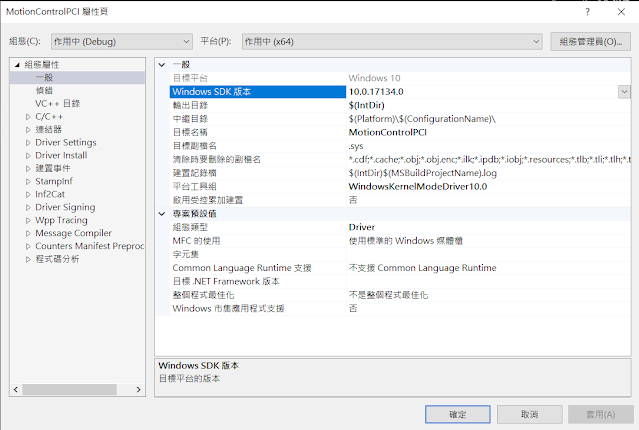 MotionControlPCI 屬性頁
組態(C): 作用中 (Debug) 平台(P): 作用中 (x64) 組態管理員(O)...
組態屬性
一般
偵錯
VC++ 目錄
C/C++
連結器
Driver Settings
Driver Install
建置事件
StampInf
Inf2Cat
Driver Signing
Wpp Tracing
Message Compiler
Counters Manifest Preproc
程式碼分析
一般
目標平台 Windows 10
Windows SDK 版本 10.0.17134.0
輸出目錄 $(IntDir)
中繼目錄 $(Platform)\$(ConfigurationName)\
目標名稱 MotionControlPCI
目標副檔名 .sys
清除時要刪除的副檔名 *.cdf;*.cache;*.obj;*.obj.enc;*.ilk;*.ipdb;*.iobj;*.resources;*.tlb;*.tli;*.tlh;*.t
建置記錄檔 $(IntDir)$(MSBuildProjectName).log
平台工具組 WindowsKernelModeDriver10.0
啟用受控累加建置 否
專案預設值
組態類型 Driver
MFC 的使用 使用標準的 Windows 媒體櫃
字元集
Common Language Runtime 支援 不支援 Common Language Runtime
目標 .NET Framework 版本
整個程式最佳化 不是整個程式最佳化
Windows 市集應用程式支援 否
Windows SDK 版本
目標平台的版本
確定 取消 套用(A)